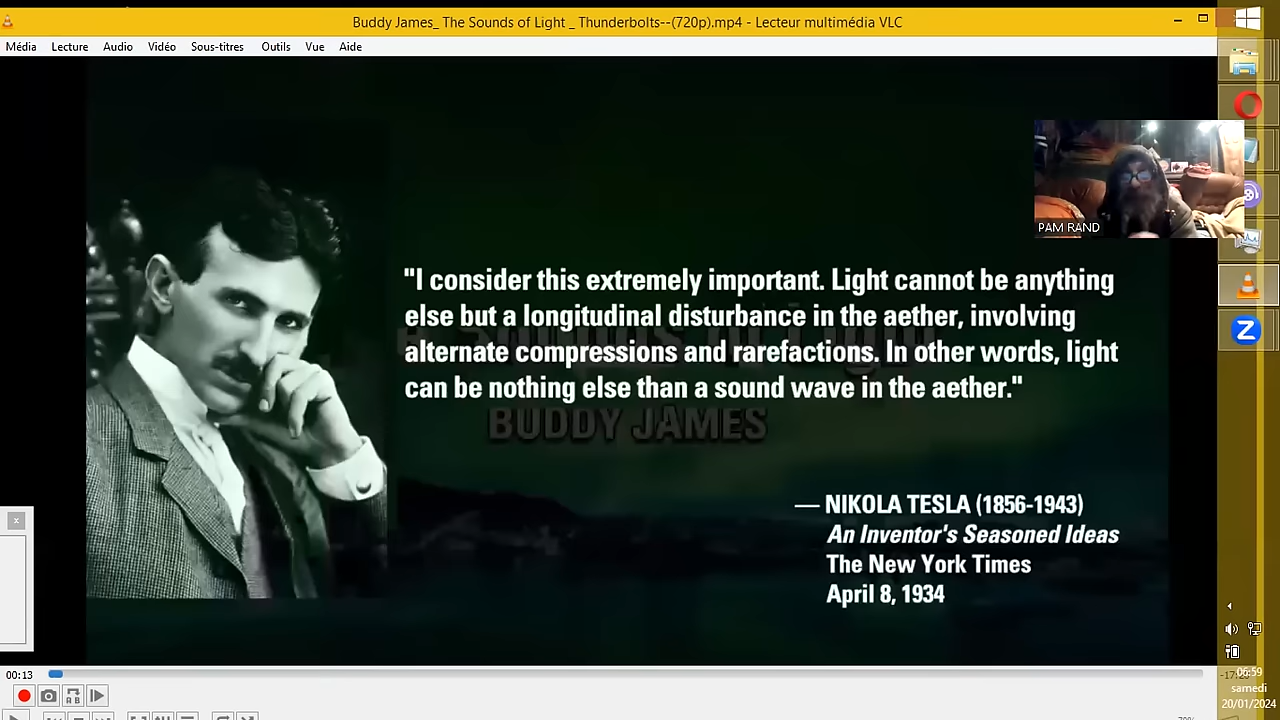 Buddy James_ The Sounds of Light _ Thunderbolts--(720p).mp4 - Lecteur multimédia VLC
Média Lecture Audio Vidéo Sous-titres Outils Vue Aide
PAM RAND
"I consider this extremely important. Light cannot be anything
else but a longitudinal disturbance in the aether, involving
alternate compressions and rarefactions. In other words, light
can be nothing else than a sound wave in the aether."
BUDDY JAMES
— NIKOLA TESLA (1856-1943)
An Inventor's Seasoned Ideas
The New York Times
April 8, 1934
00:13
06:59
samedi
20/01/2024